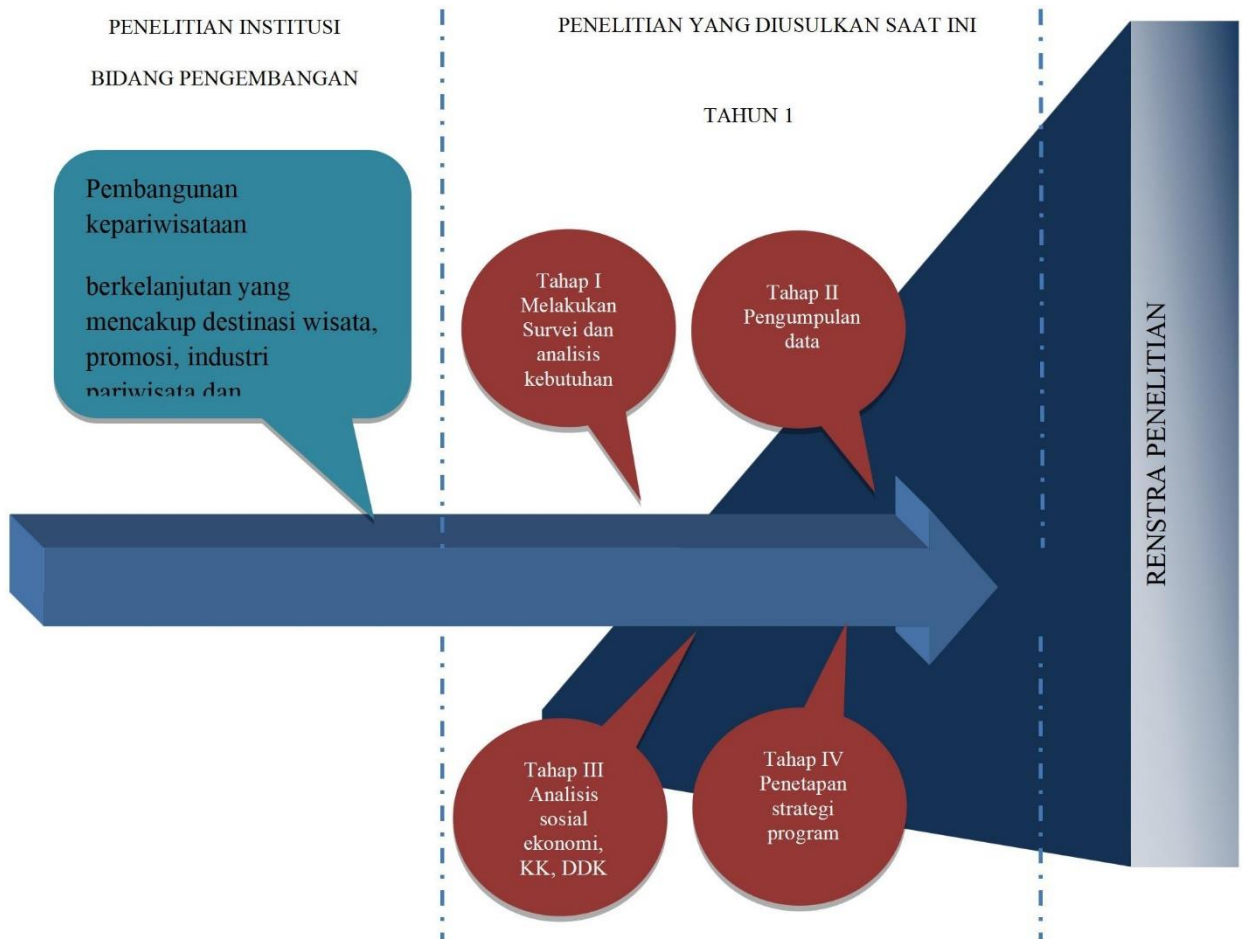 PENELITIAN INSTITUSI
BIDANG PENGEMBANGAN
PENELITIAN YANG DIUSULKAN SAAT INI
TAHUN 1
Pembangunan
kepariwisataan
berkelanjutan yang
mencakup destinasi wisata,
promosi, industri
pariwisata dan
Tahap I
Melakukan
Survei dan
analisis
kebutuhan
Tahap II
Pengumpulan
data
Tahap III
Analisis
sosial
ekonomi,
KK, DDK
Tahap IV
Penetapan
strategi
program
RENSTRA PENELITIAN